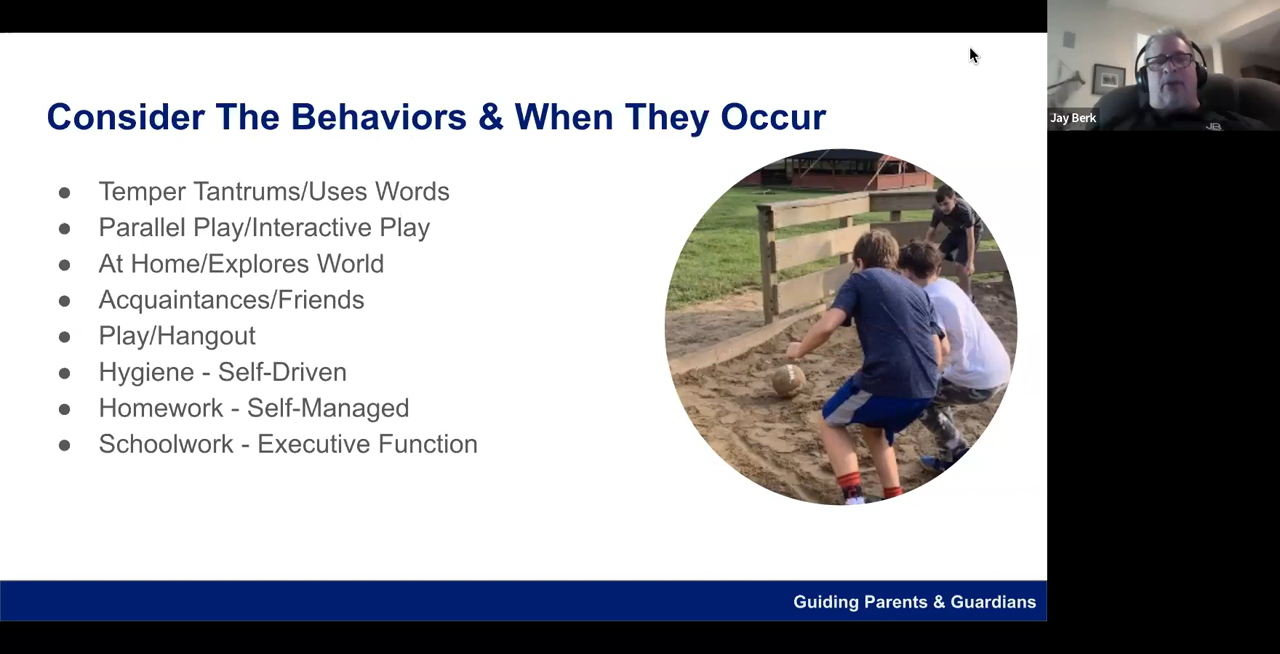 Consider The Behaviors & When They Occur
● Temper Tantrums/Uses Words
● Parallel Play/Interactive Play
● At Home/Explores World
● Acquaintances/Friends
● Play/Hangout
● Hygiene - Self-Driven
● Homework - Self-Managed
● Schoolwork - Executive Function
Guiding Parents & Guardians
Jay Berk
JB